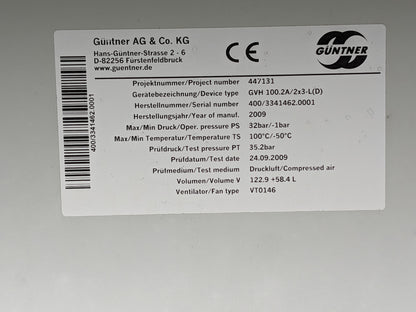 Güntner AG & Co. KG
Hans-Güntner-Strasse 2 - 6
D-82256 Fürstenfeldbruck
www.guentner.de
CE
GÜNTNER
Projektnummer/Project number 447131
Gerätebezeichnung/Device type GVH 100.2A/2x3-L(D)
Herstellnummer/Serial number 400/3341462.0001
Herstellungsjahr/Year of manuf. 2009
Max/Min Druck/Oper. pressure PS 32bar/-1bar
Max/Min Temperatur/Temperature TS 100°C/-50°C
Prüfdruck/Test pressure PT 35.2bar
Prüfdatum/Test date 24.09.2009
Prüfmedium/Test medium Druckluft/Compressed air
Volumen/Volume V 122.9 +58.4 L
Ventilator/Fan type VT0146
400/3341462.0001